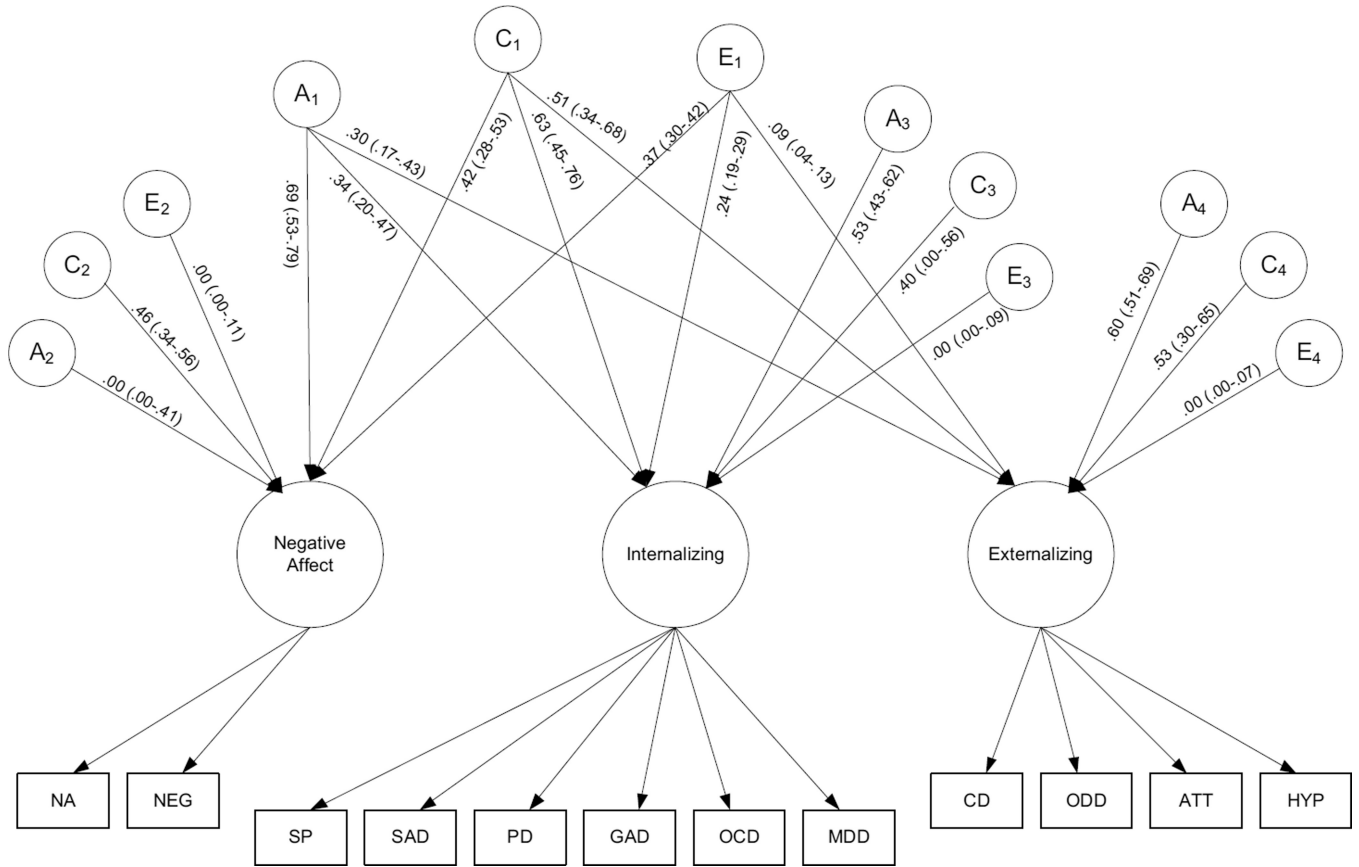 C₁
E₁
A₁
A₃
C₃
E₂
A₄
C₂
C₄
E₃
A₂
E₄
.51 (.34-.68)
.30 (.17-.43)
.37 (.30-.42)
.09 (.04-.13)
.63 (.45-.76)
.42 (.28-.53)
.69 (.53-.79)
.34 (.20-.47)
.24 (.19-.29)
.53 (.43-.62)
.40 (.00-.56)
.00 (.00-.09)
.00 (.00-.11)
.46 (.34-.56)
.00 (.00-.41)
.60 (.51-.69)
.53 (.30-.65)
.00 (.00-.07)
Negative
Affect
Internalizing
Externalizing
NA
NEG
SP
SAD
PD
GAD
OCD
MDD
CD
ODD
ATT
HYP